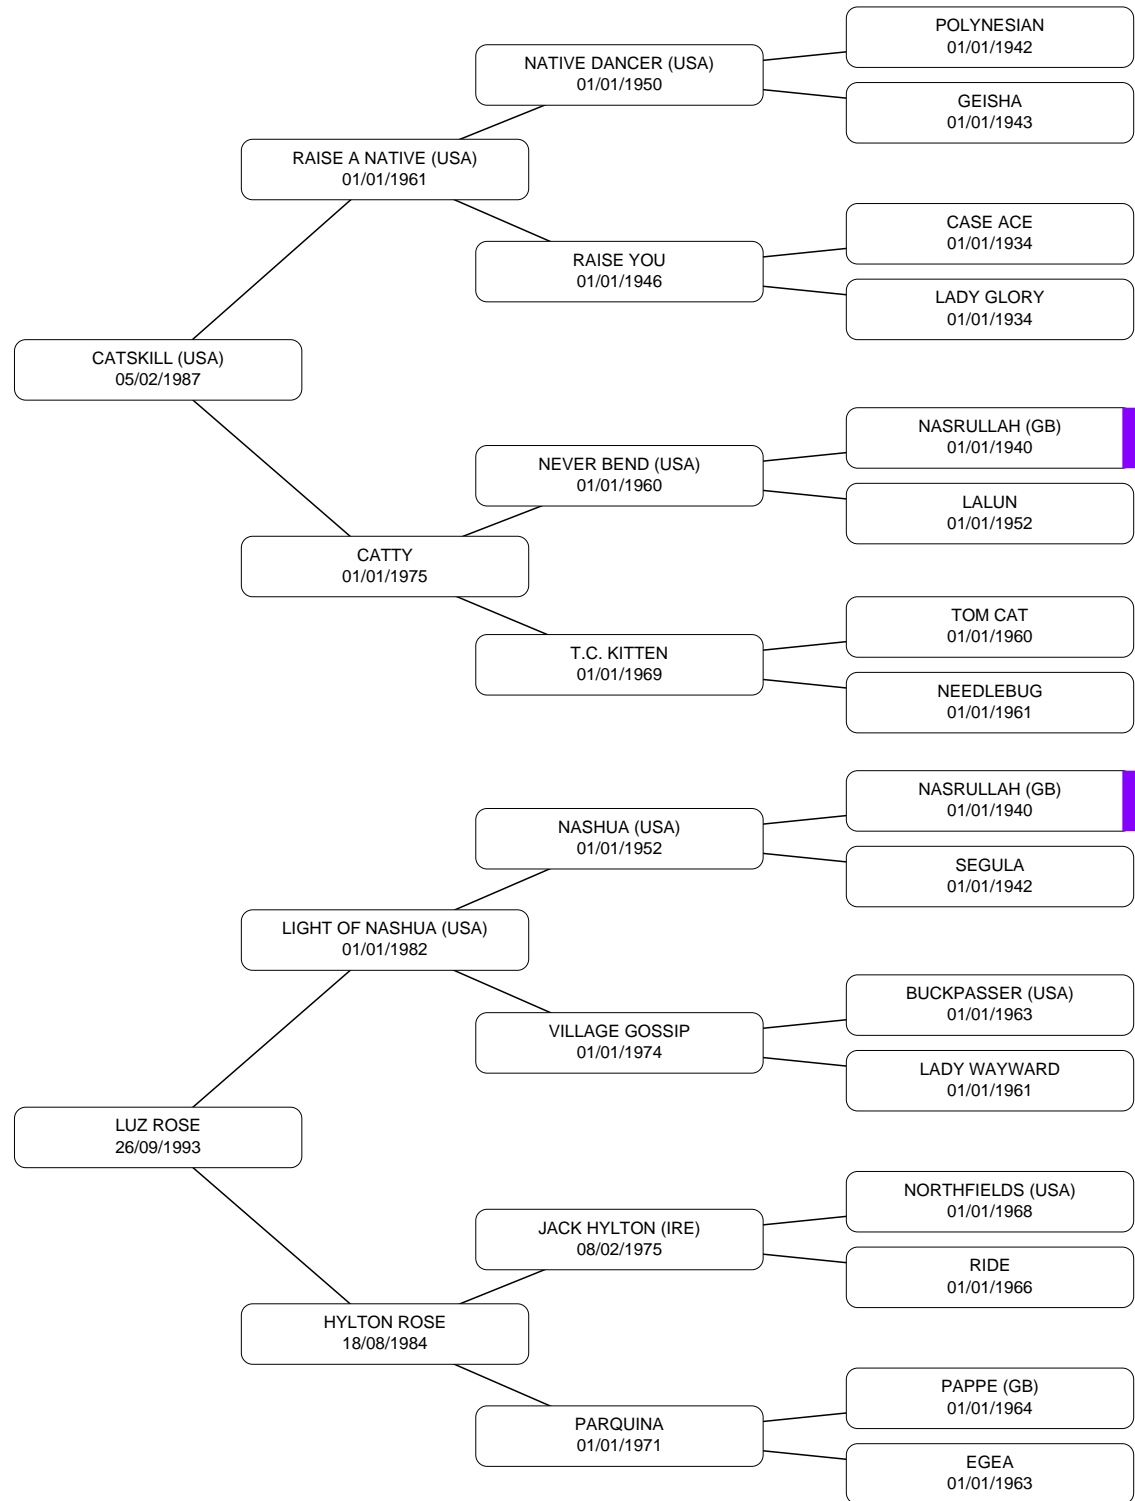 POLYNESIAN
01/01/1942
NATIVE DANCER (USA)
01/01/1950
GEISHA
01/01/1943
RAISE A NATIVE (USA)
01/01/1961
CASE ACE
01/01/1934
RAISE YOU
01/01/1946
LADY GLORY
01/01/1934
CATSKILL (USA)
05/02/1987
NASRULLAH (GB)
01/01/1940
NEVER BEND (USA)
01/01/1960
LALUN
01/01/1952
CATTY
01/01/1975
TOM CAT
01/01/1960
T.C. KITTEN
01/01/1969
NEEDLEBUG
01/01/1961
NASRULLAH (GB)
01/01/1940
NASHUA (USA)
01/01/1952
SEGULA
01/01/1942
LIGHT OF NASHUA (USA)
01/01/1982
BUCKPASSER (USA)
01/01/1963
VILLAGE GOSSIP
01/01/1974
LADY WAYWARD
01/01/1961
LUZ ROSE
26/09/1993
NORTHFIELDS (USA)
01/01/1968
JACK HYLTON (IRE)
08/02/1975
RIDE
01/01/1966
HYLTON ROSE
18/08/1984
PAPPE (GB)
01/01/1964
PARQUINA
01/01/1971
EGEA
01/01/1963